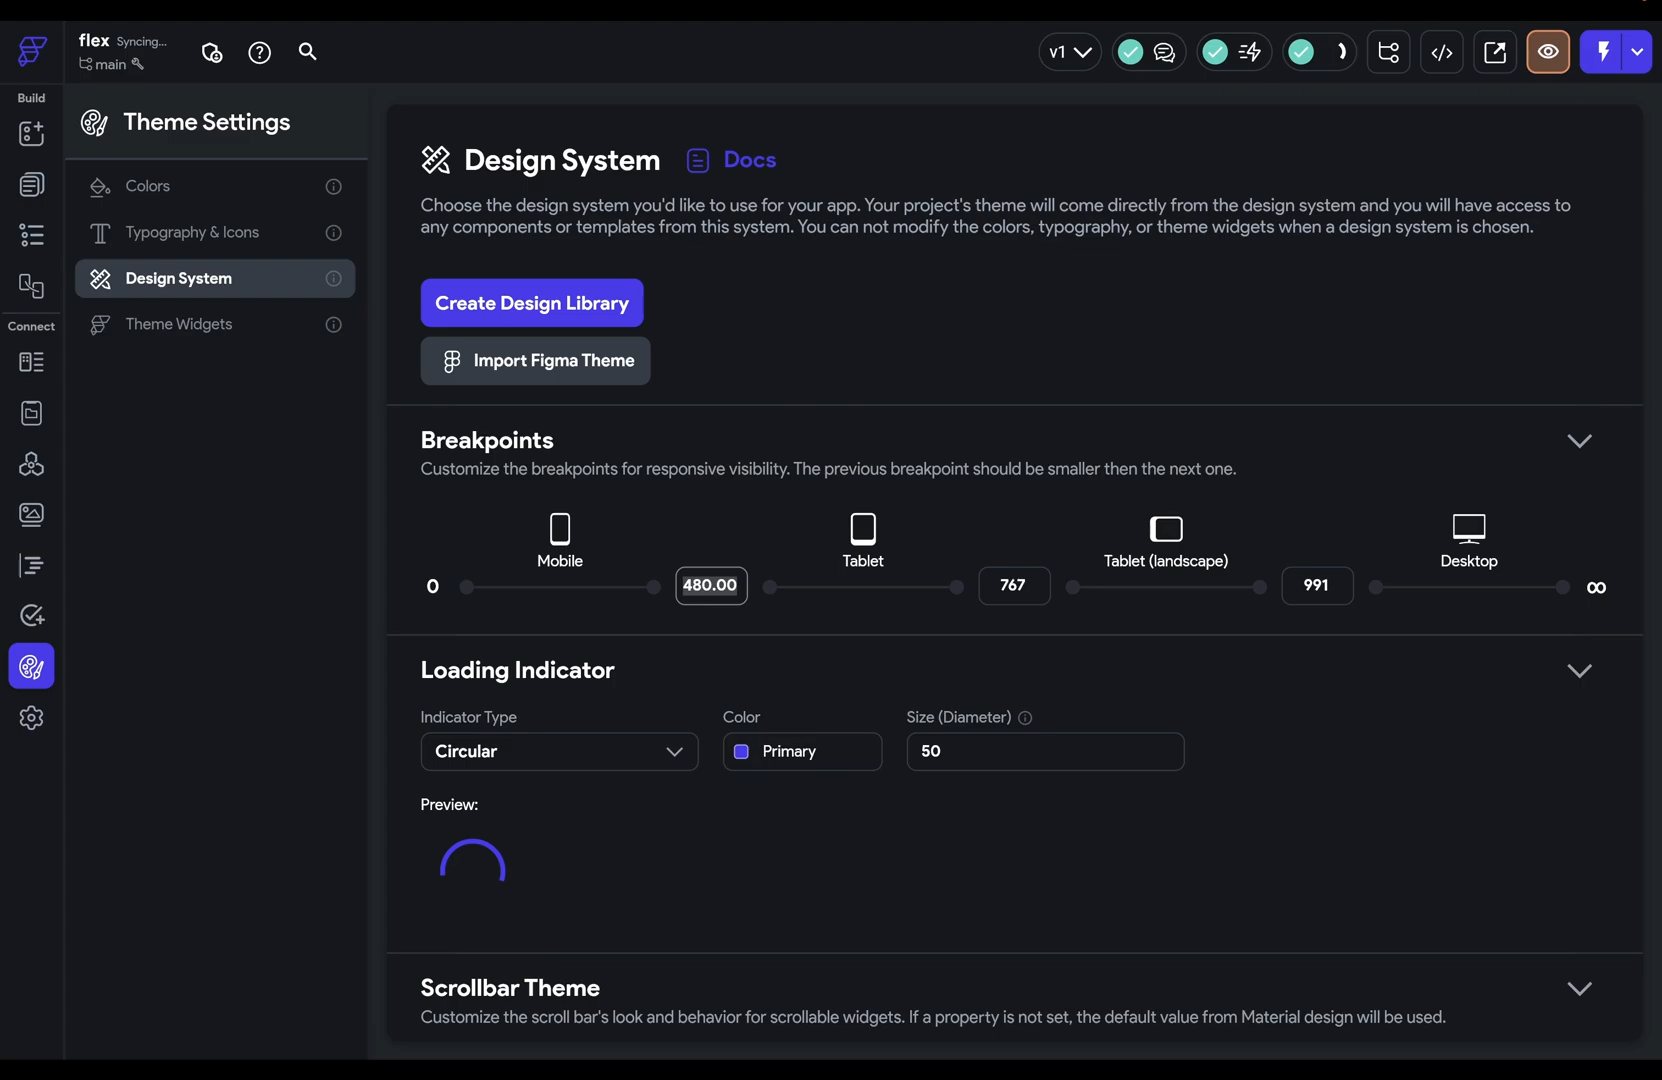 flex Syncing...
main
v1
Build
Connect
Theme Settings
Colors
Typography & Icons
Design System
Theme Widgets
Design System Docs
Choose the design system you'd like to use for your app. Your project's theme will come directly from the design system and you will have access to
any components or templates from this system. You can not modify the colors, typography, or theme widgets when a design system is chosen.
Create Design Library
Import Figma Theme
Breakpoints
Customize the breakpoints for responsive visibility. The previous breakpoint should be smaller then the next one.
Mobile Tablet Tablet (landscape) Desktop
0 480.00 767 991 ∞
Loading Indicator
Indicator Type Color Size (Diameter)
Circular Primary 50
Preview:
Scrollbar Theme
Customize the scroll bar's look and behavior for scrollable widgets. If a property is not set, the default value from Material design will be used.